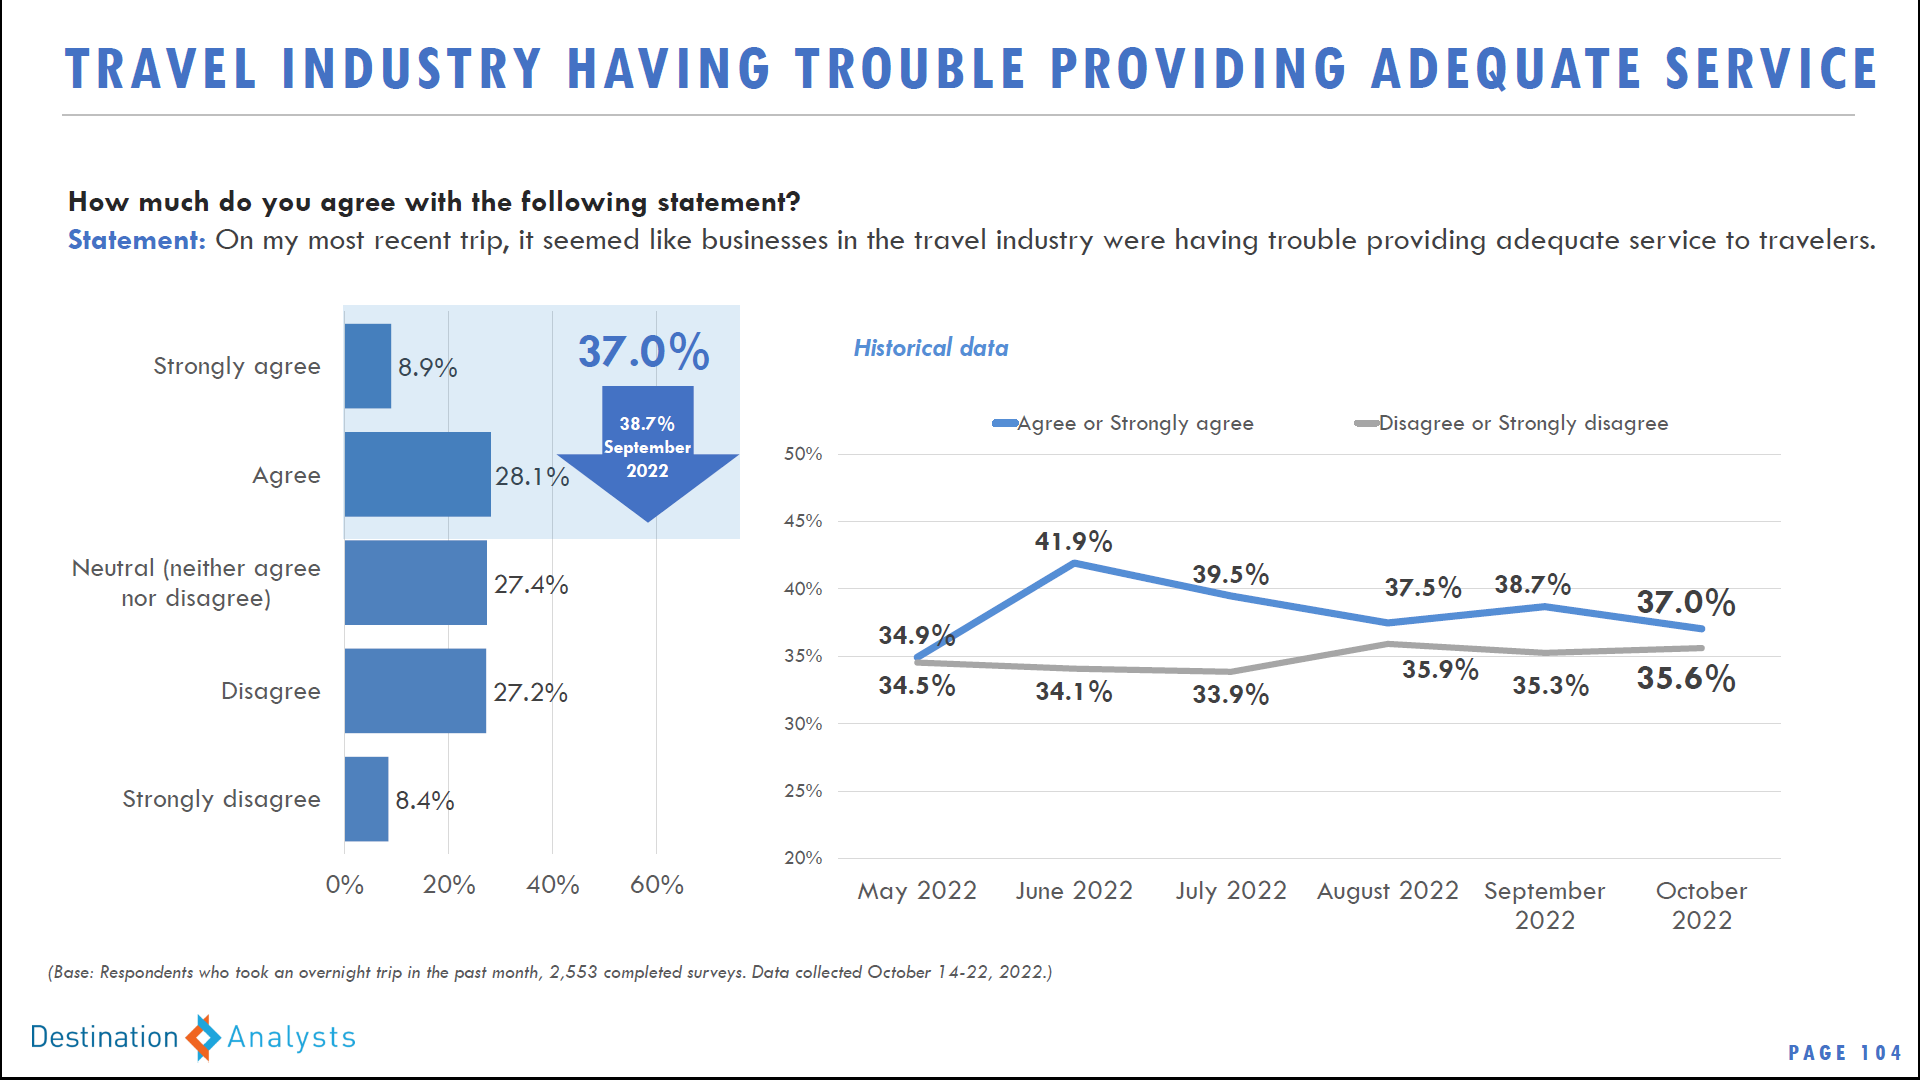 TRAVEL INDUSTRY HAVING TROUBLE PROVIDING ADEQUATE SERVICE
How much do you agree with the following statement?
Statement: On my most recent trip, it seemed like businesses in the travel industry were having trouble providing adequate service to travelers.
Strongly agree
8.9%
Agree
28.1%
Neutral (neither agree
nor disagree)
27.4%
Disagree
27.2%
Strongly disagree
8.4%
0% 20% 40% 60%
37.0%
38.7%
September
2022
Historical data
Agree or Strongly agree
Disagree or Strongly disagree
50%
45%
40%
35%
30%
25%
20%
34.9%
41.9%
39.5%
37.5%
38.7%
37.0%
34.5%
34.1%
33.9%
35.9%
35.3%
35.6%
May 2022
June 2022
July 2022
August 2022
September
2022
October
2022
(Base: Respondents who took an overnight trip in the past month, 2,553 completed surveys. Data collected October 14-22, 2022.)
Destination Analysts
PAGE 104